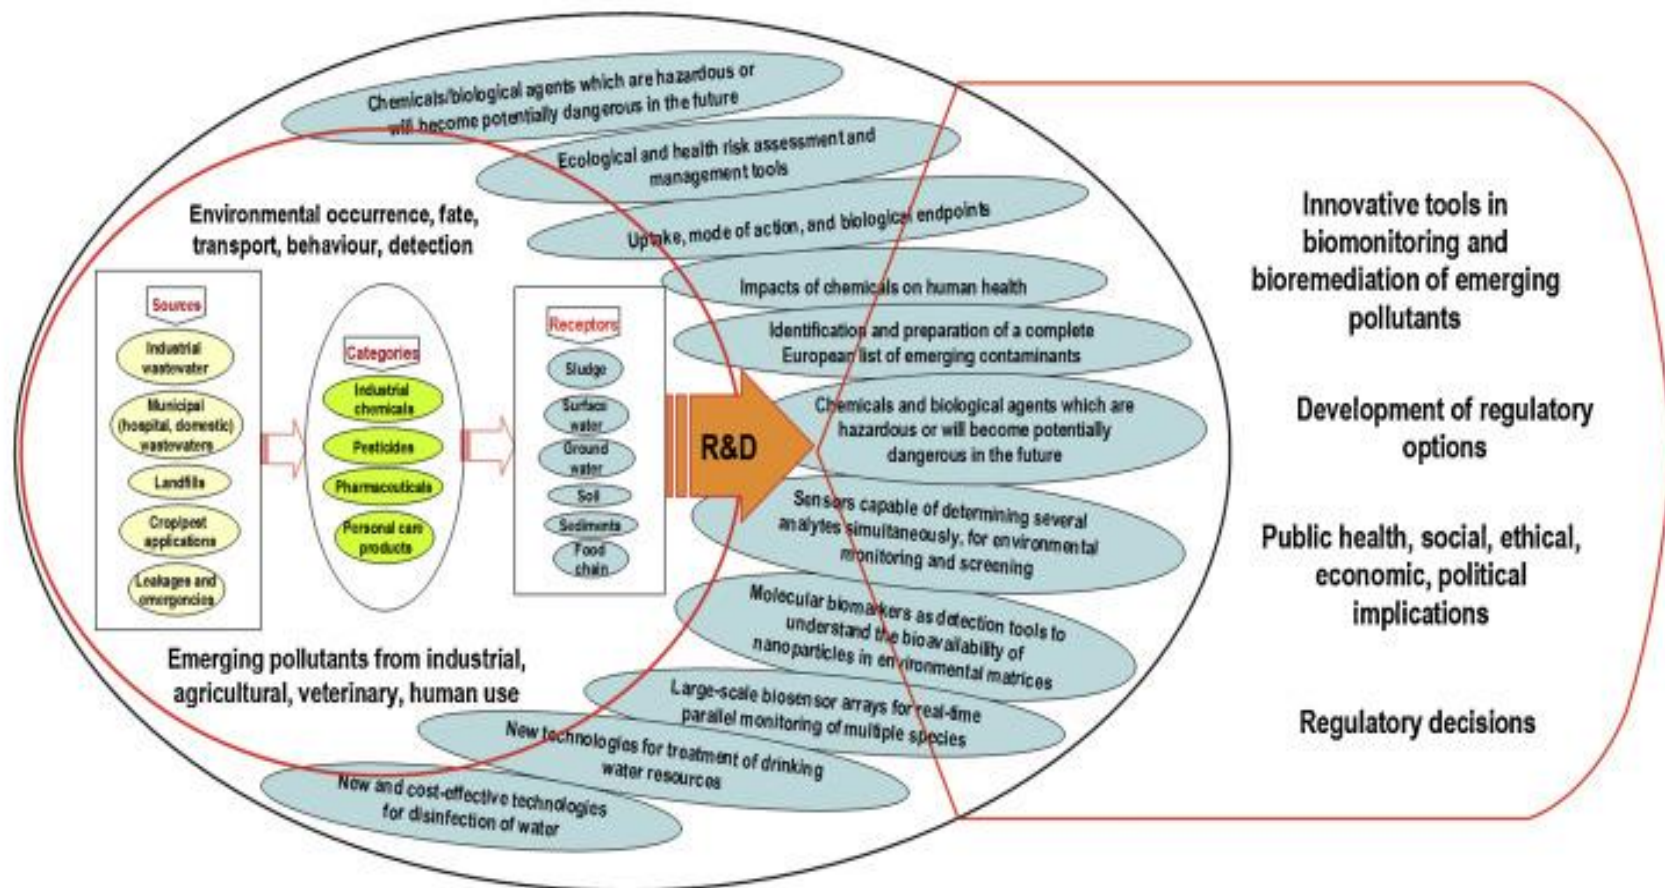 Chemicals/biological agents which are hazardous or
will become potentially dangerous in the future
Ecological and health risk assessment and
management tools
Uptake, mode of action, and biological endpoints
Impacts of chemicals on human health
Identification and preparation of a complete
European list of emerging contaminants
Chemicals and biological agents which are
hazardous or will become potentially
dangerous in the future
Sensors capable of determining several
analytes simultaneously, for environmental
monitoring and screening
Molecular biomarkers as detection tools to
understand the bioavailability of
nanoparticles in environmental matrices
Large-scale biosensor arrays for real-time
parallel monitoring of multiple species
New technologies for treatment of drinking
water resources
New and cost-effective technologies
for disinfection of water
Environmental occurrence, fate,
transport, behaviour, detection
Sources
Industrial
wastewater
Municipal
(hospital, domestic)
wastewaters
Landfills
Crop/pest
applications
Leakages and
emergencies
Categories
Industrial
chemicals
Pesticides
Pharmaceuticals
Personal care
products
Receptors
Sludge
Surface
water
Ground
water
Soil
Sediments
Food
chain
R&D
Emerging pollutants from industrial,
agricultural, veterinary, human use
Innovative tools in
biomonitoring and
bioremediation of emerging
pollutants
Development of regulatory
options
Public health, social, ethical,
economic, political
implications
Regulatory decisions